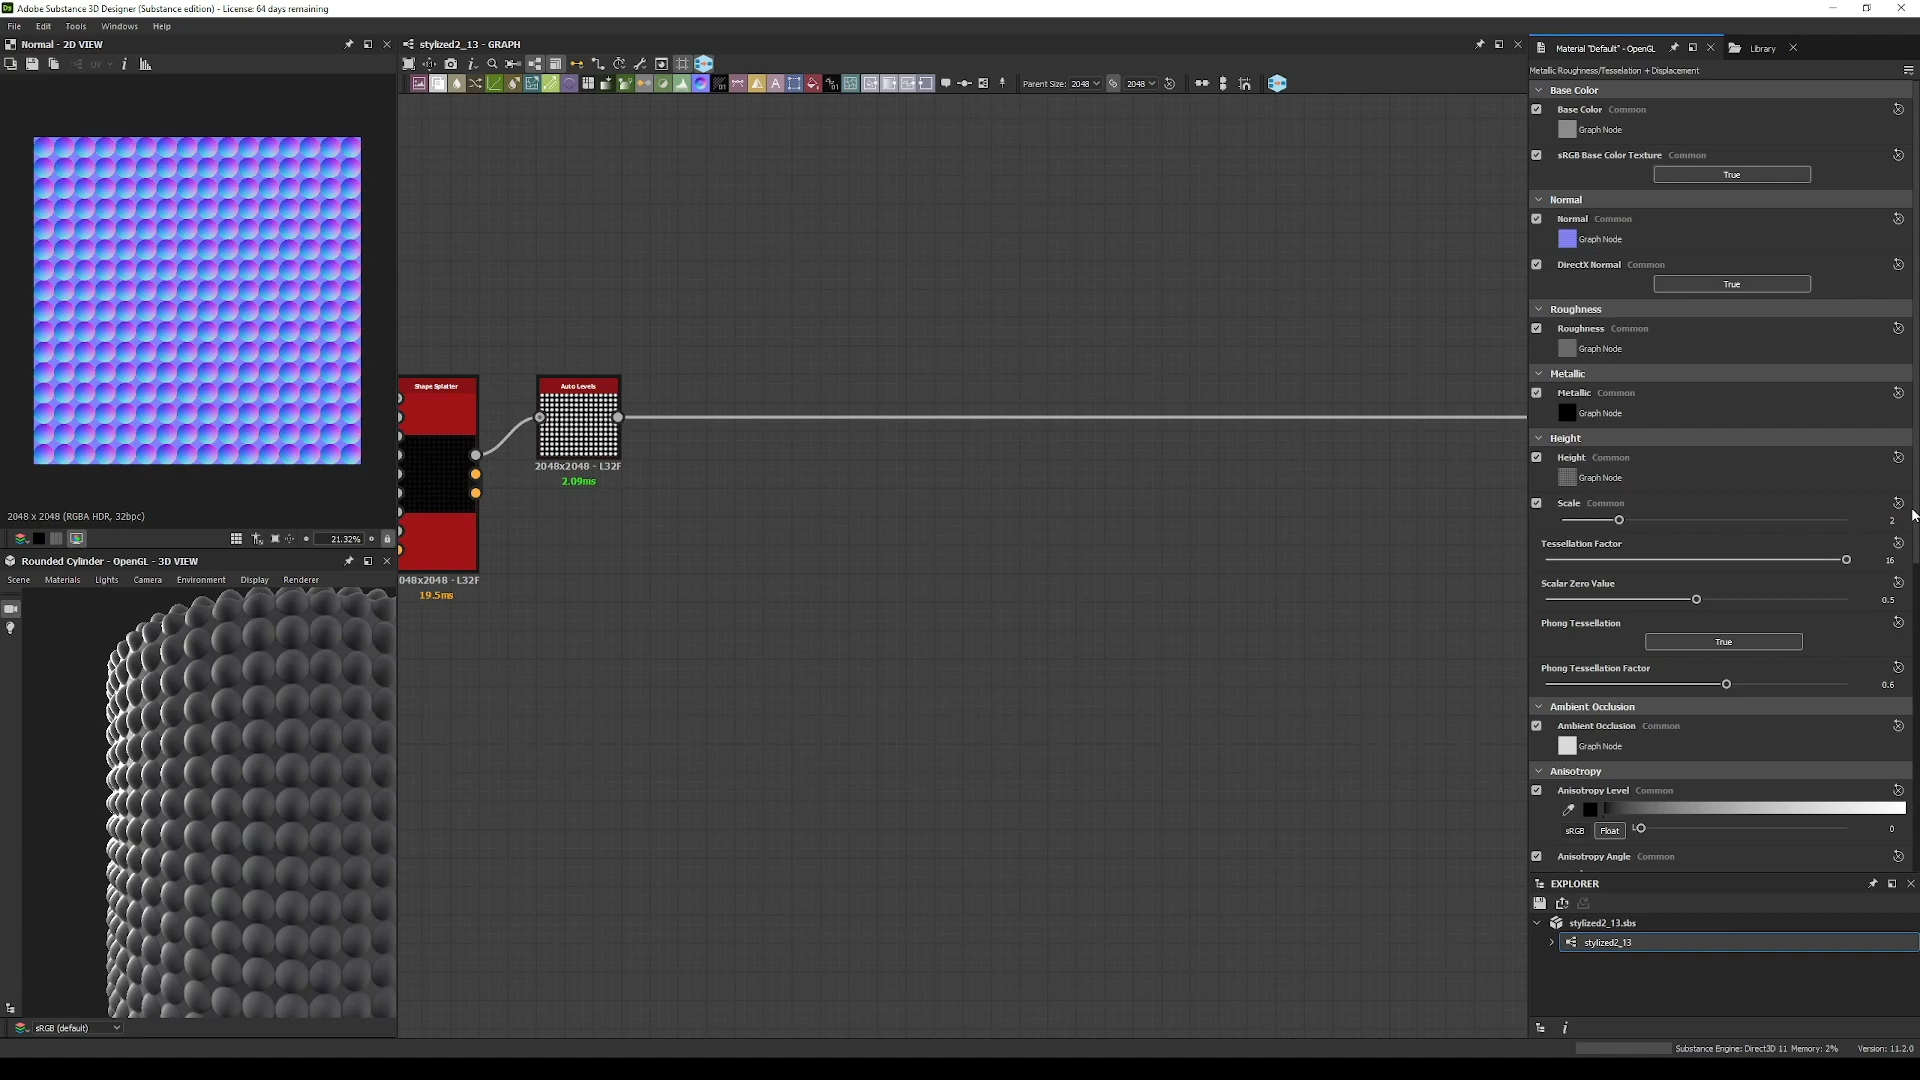 Adobe Substance 3D Designer (Substance edition) - License: 64 days remaining
File Edit Tools Windows Help
Normal - 2D VIEW
UV
2048 x 2048 (RGBA HDR, 32bpc)
21.32%
Rounded Cylinder - OpenGL - 3D VIEW
Scene Materials Lights Camera Environment Display Renderer
sRGB (default)
stylized2_13 - GRAPH
Parent Size: 2048 2048
Shape Splatter
048x2048 - L32F
19.5ms
Auto Levels
2048x2048 - L32F
2.09ms
Material "Default" - OpenGL
Library
Metallic Roughness/Tesselation + Displacement
Base Color
Base Color Common
Graph Node
sRGB Base Color Texture Common
True
Normal
Normal Common
Graph Node
DirectX Normal Common
True
Roughness
Roughness Common
Graph Node
Metallic
Metallic Common
Graph Node
Height
Height Common
Graph Node
Scale Common
2
Tessellation Factor
16
Scalar Zero Value
0.5
Phong Tessellation
True
Phong Tessellation Factor
0.6
Ambient Occlusion
Ambient Occlusion Common
Graph Node
Anisotropy
Anisotropy Level Common
sRGB Float
0
Anisotropy Angle Common
EXPLORER
stylized2_13.sbs
stylized2_13
Substance Engine: Direct3D 11 Memory: 2% Version: 11.2.0